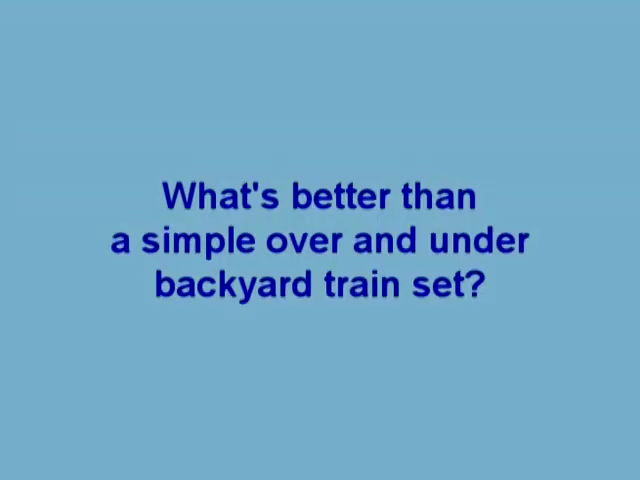 What's better than
a simple over and under
backyard train set?